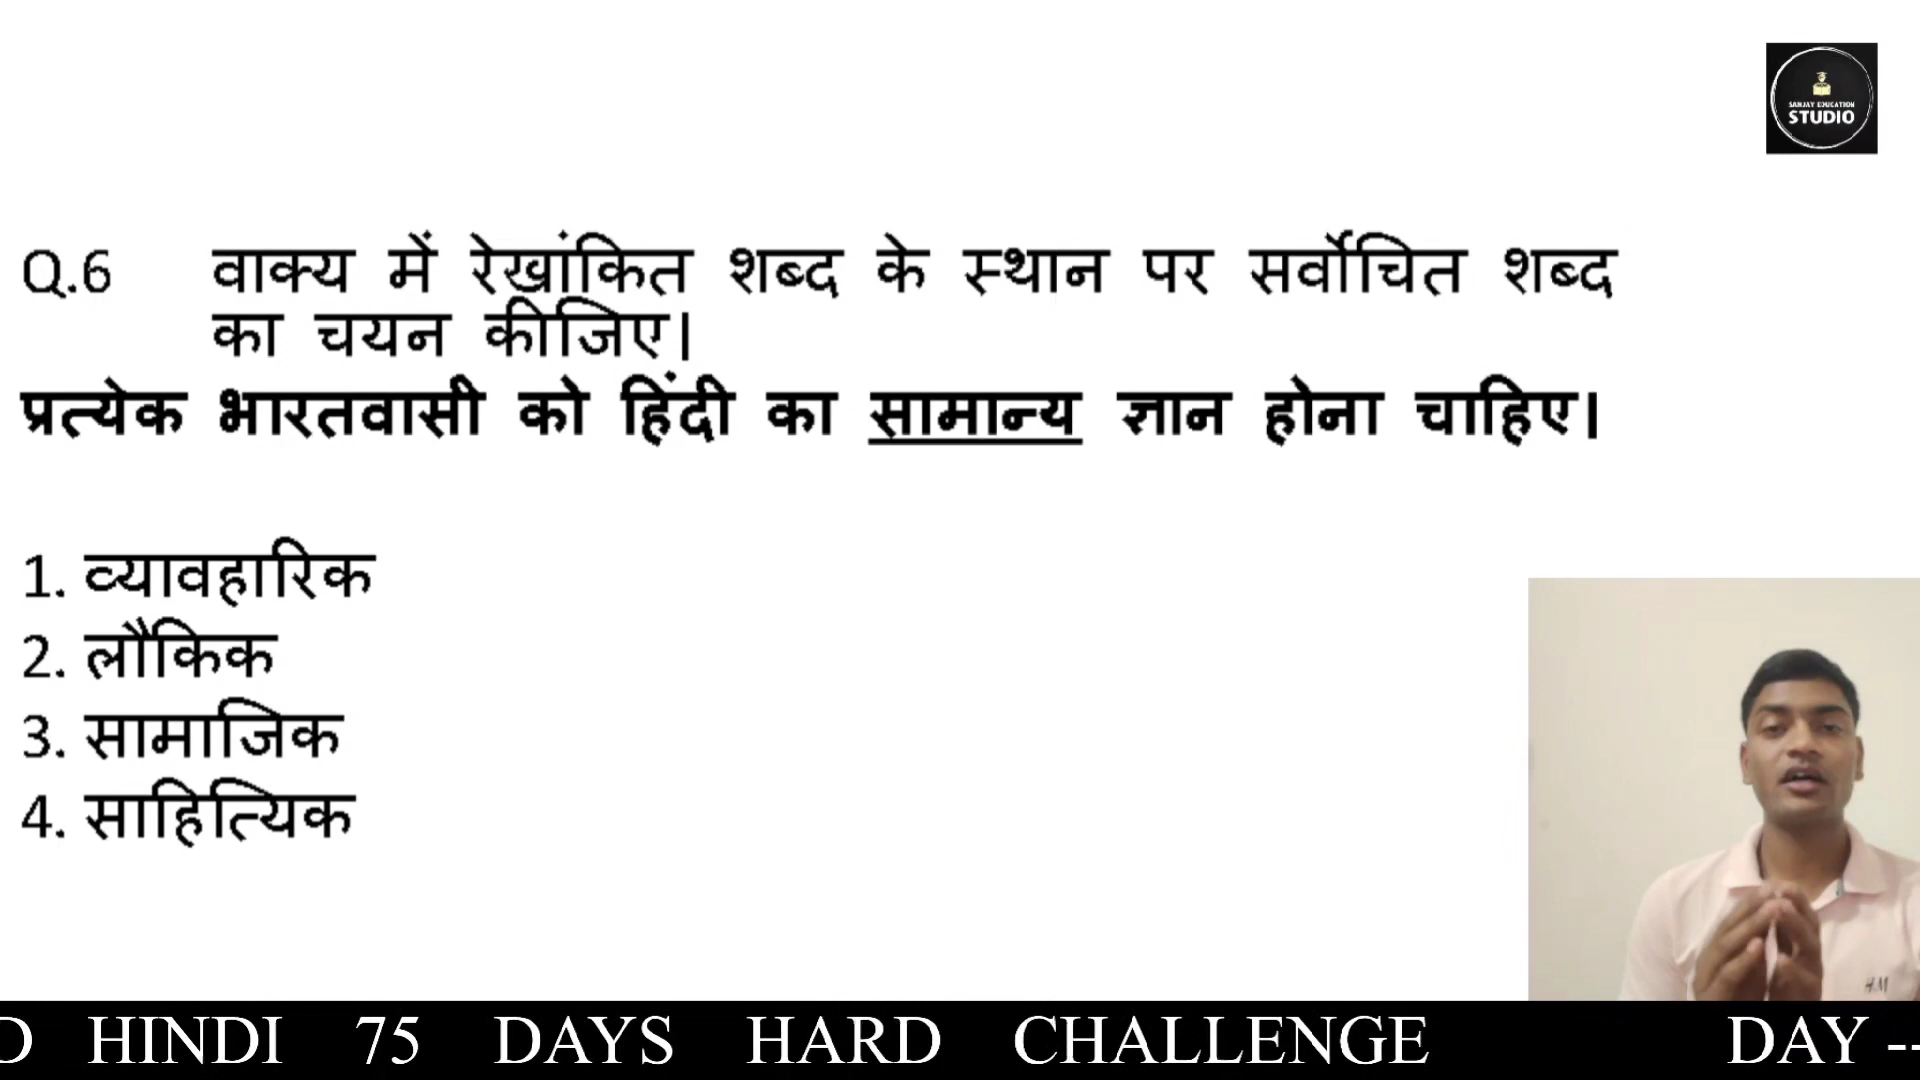 SANJAY EDUCATION
STUDIO
Q.6 वाक्य में रेखांकित शब्द के स्थान पर सर्वोचित शब्द
का चयन कीजिए।
प्रत्येक भारतवासी को हिंदी का सामान्य ज्ञान होना चाहिए।
1. व्यावहारिक
2. लौकिक
3. सामाजिक
4. साहित्यिक
H.M
D HINDI 75 DAYS HARD CHALLENGE DAY --